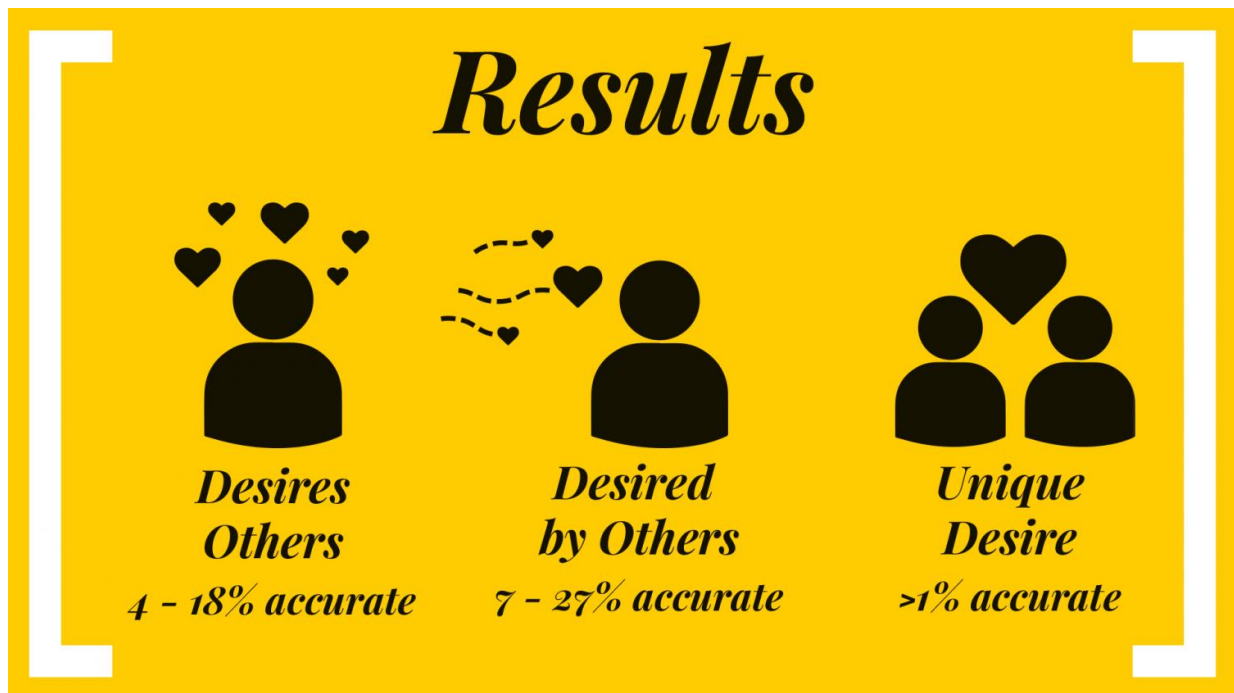 Results
Desires
Others
4 - 18% accurate
Desired
by Others
7 - 27% accurate
Unique
Desire
>1% accurate